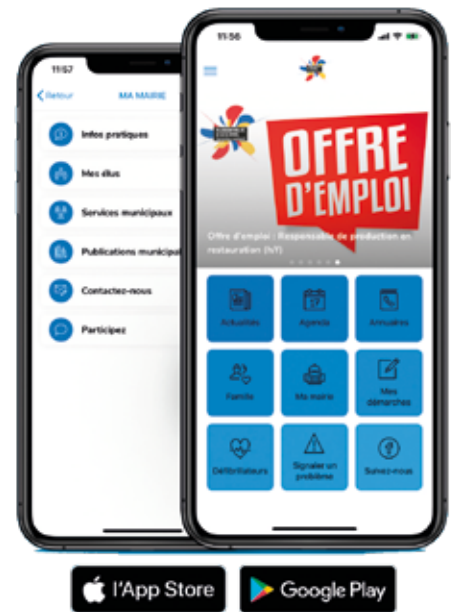 11:57
Retour
MA MAIRIE
Infos pratiques
Mes élus
Services municipaux
Publications municipal
Contactez-nous
Participez
11:56
OFFRE
D'EMPLOI
Offre d'emploi : Responsable de production en
restauration (h/f)
Actualités
Agenda
Annuaires
Famille
Ma mairie
Mes
démarches
Défibrillateurs
Signaler un
problème
Suivez-nous
l'App Store
Google Play